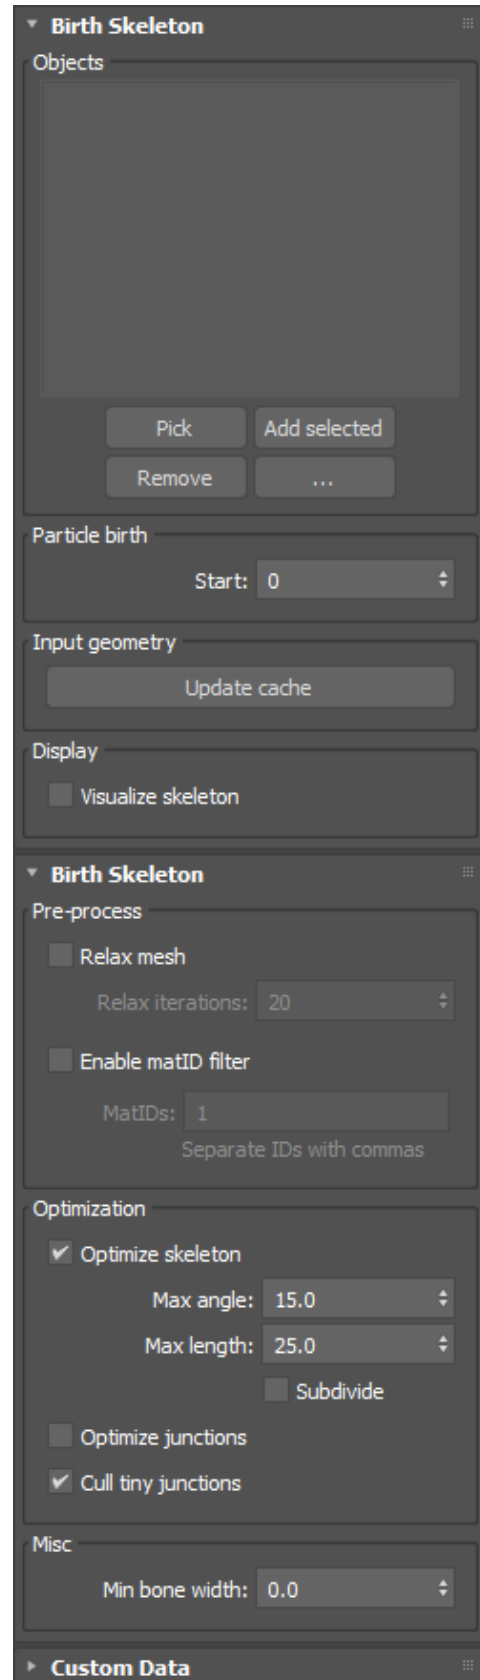 Birth Skeleton
Objects
Pick Add selected
Remove ...
Particle birth
Start: 0
Input geometry
Update cache
Display
Visualize skeleton
Birth Skeleton
Pre-process
Relax mesh
Relax iterations: 20
Enable matID filter
MatIDs: 1
Separate IDs with commas
Optimization
Optimize skeleton
Max angle: 15.0
Max length: 25.0
Subdivide
Optimize junctions
Cull tiny junctions
Misc
Min bone width: 0.0
Custom Data